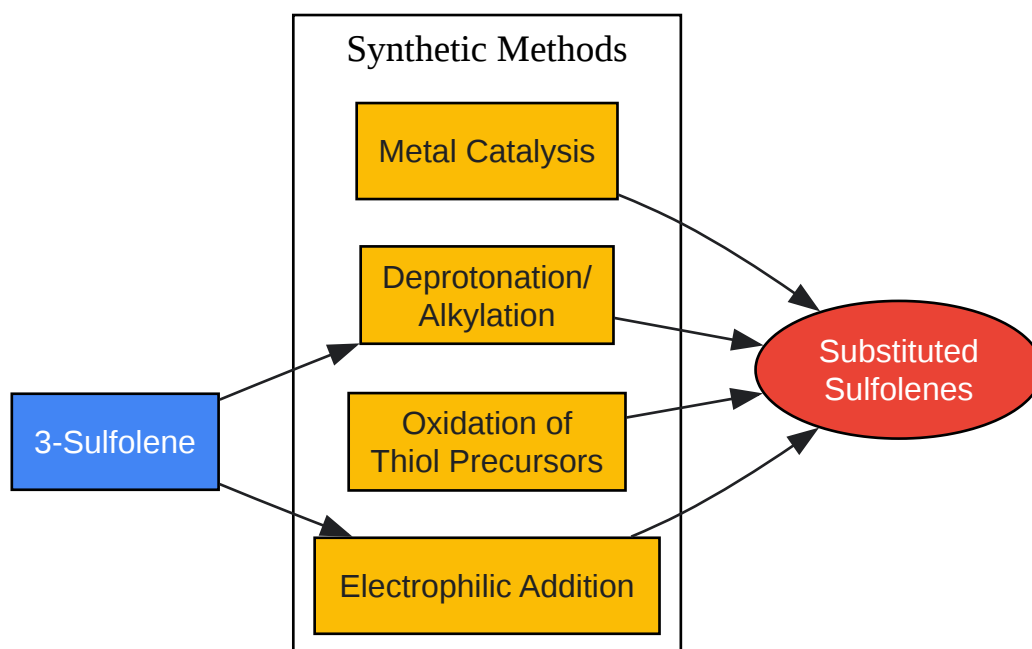 Synthetic Methods
Metal Catalysis
Deprotonation/
Alkylation
Substituted
Sulfolenes
3-Sulfolene
Oxidation of
Thiol Precursors
Electrophilic Addition